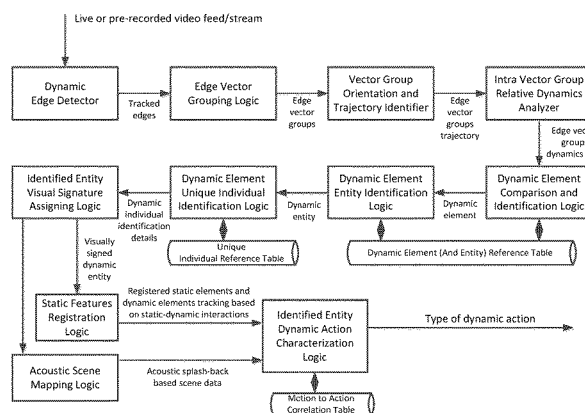 Live or pre-recorded video feed/stream
Dynamic
Edge Detector
Tracked
edges
Edge Vector
Grouping Logic
Edge
vector
groups
Vector Group
Orientation and
Trajectory Identifier
Edge
vector
groups
trajectory
Intra Vector Group
Relative Dynamics
Analyzer
Edge vec
group
dynamics
Identified Entity
Visual Signature
Assigning Logic
Dynamic
individual
identification
details
Dynamic Element
Unique Individual
Identification Logic
Dynamic
entity
Dynamic Element
Entity Identification
Logic
Dynamic
element
Dynamic Element
Comparison and
Identification Logic
Unique
Individual Reference Table
Dynamic Element (And Entity) Reference Table
Visually
signed dynamic
entity
Static Features
Registration
Logic
Registered static elements and
dynamic elements tracking based
on static-dynamic interactions
Identified Entity
Dynamic Action
Characterization
Logic
Type of dynamic action
Acoustic Scene
Mapping Logic
Acoustic splash-back
based scene data
Motion to Action
Correlation Table